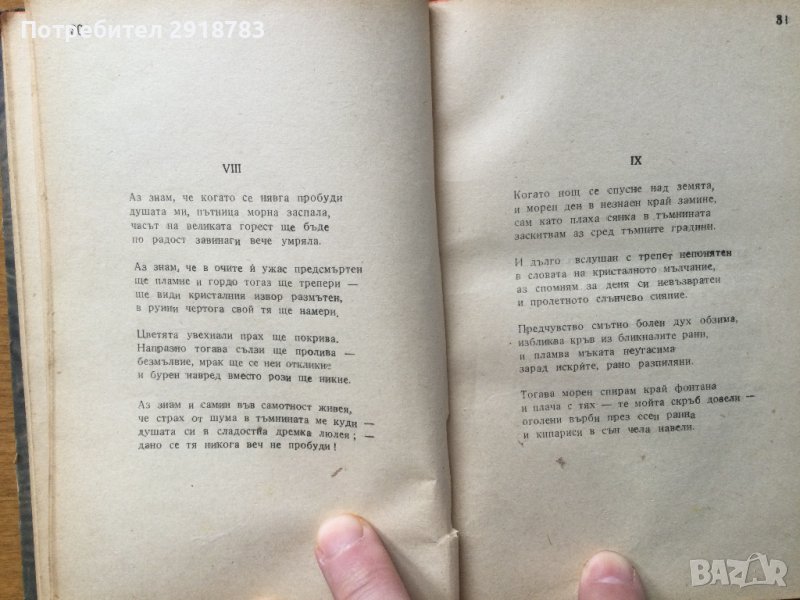 Потребител 2918783
VIII
Аз знам, че когато се някга пробуди
душата ми, пътница морна заспала,
часът на великата горест ще бъде
по радост завинаги вече умряла.
Аз знам, че в очите ѝ ужас предсмъртен
ще пламне и гордо тогаз ще трепери —
ще види кристалния извор размътен,
в руини чертога свой тя ще намери.
Цветята увехнали прах ще покрива.
Напразно тогава сълзи ще пролива —
безмълвие, мрак ще се неи откликне
и бурен навред вместо рози ще никне.
Аз знам и самин във самотност живея,
че страх от шума в тъмнината ме куди —
душата си в сладостна дремка люлея; —
дано се тя никога веч не пробуди!
31
IX
Когато нощ се спусне над земята,
и морен ден в незнаен край замине,
сам като плаха сянка в тъмнината
заскитвам аз сред тъмните градини.
И дълго вслушан с трепет непонятен
в словата на кристалното мълчание,
аз спомням за деня си невъзвратен
и пролетното слънчево сияние.
Предчувство смътно болен дух обзима,
избликва кръв из бликналите рани,
и пламва мъката неугасима
зарад искрите, рано разпиляни.
Тогава морен спирам край фонтана
и плача с тях — те мойта скръб довели —
оголени върби през есен ранна
и кипариси в сън чела навели.
BAZAR